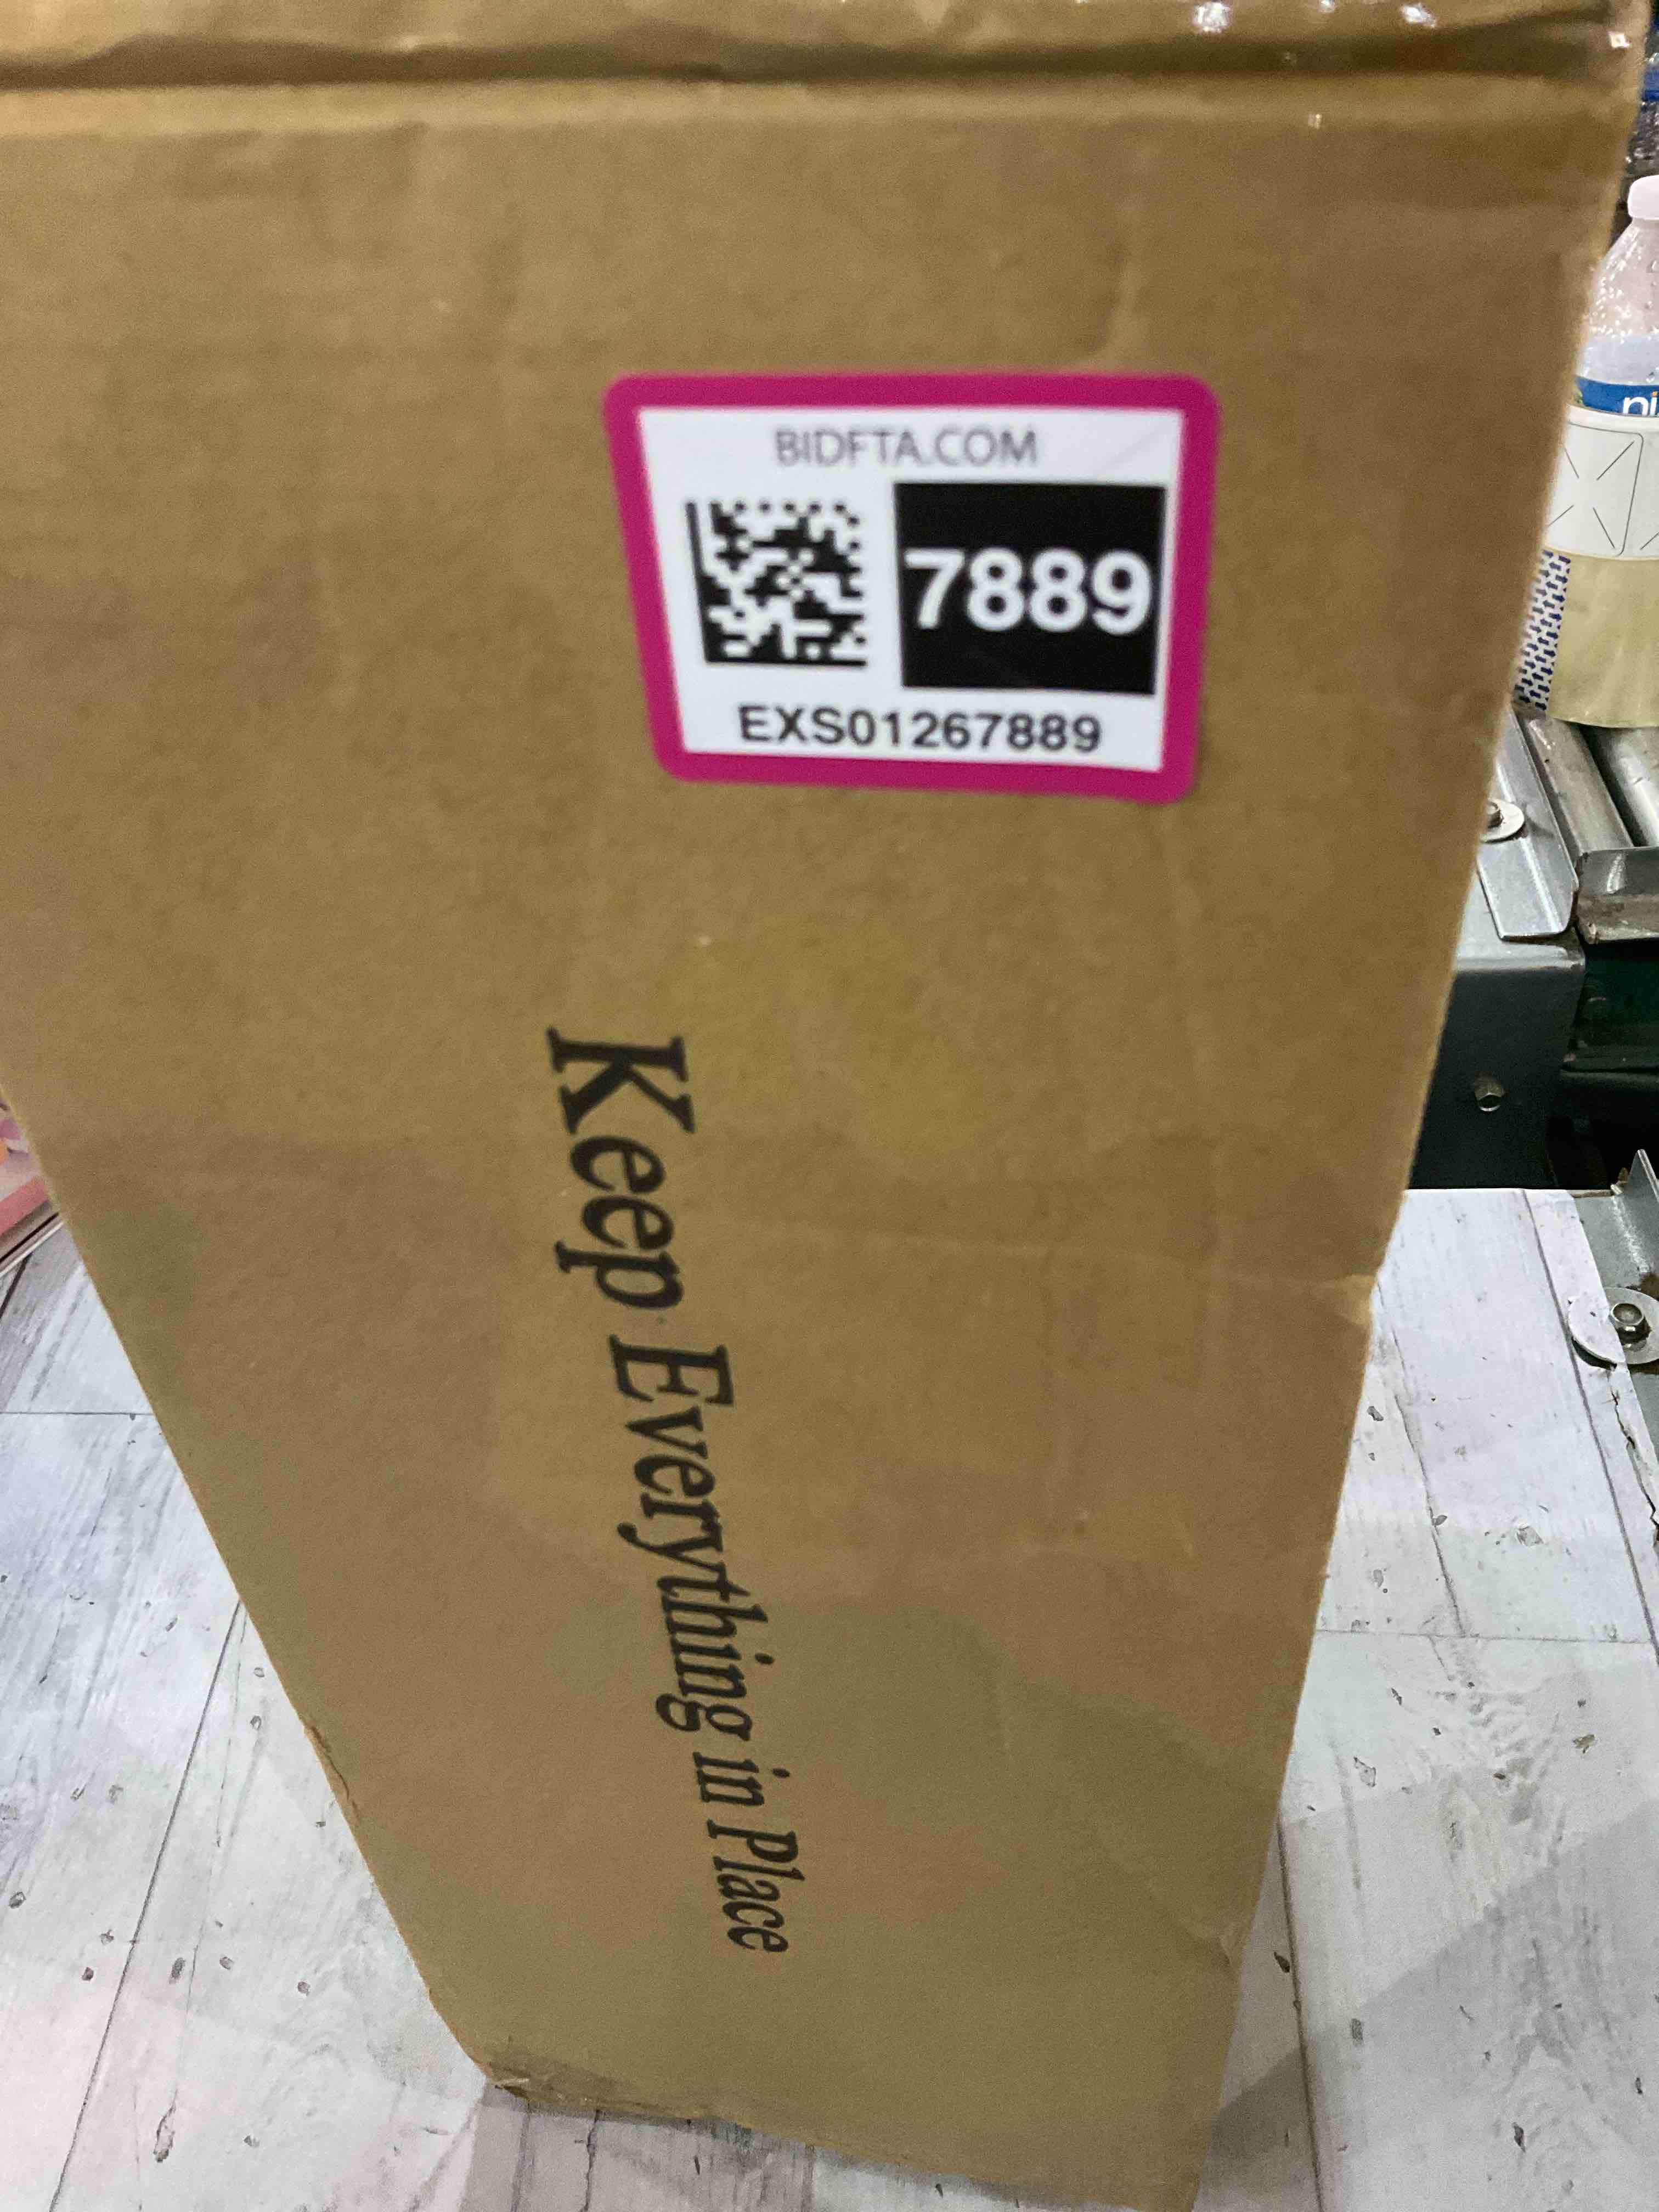 BIDFTA.COM
7889
EXS01267889
Keep Everything in Place